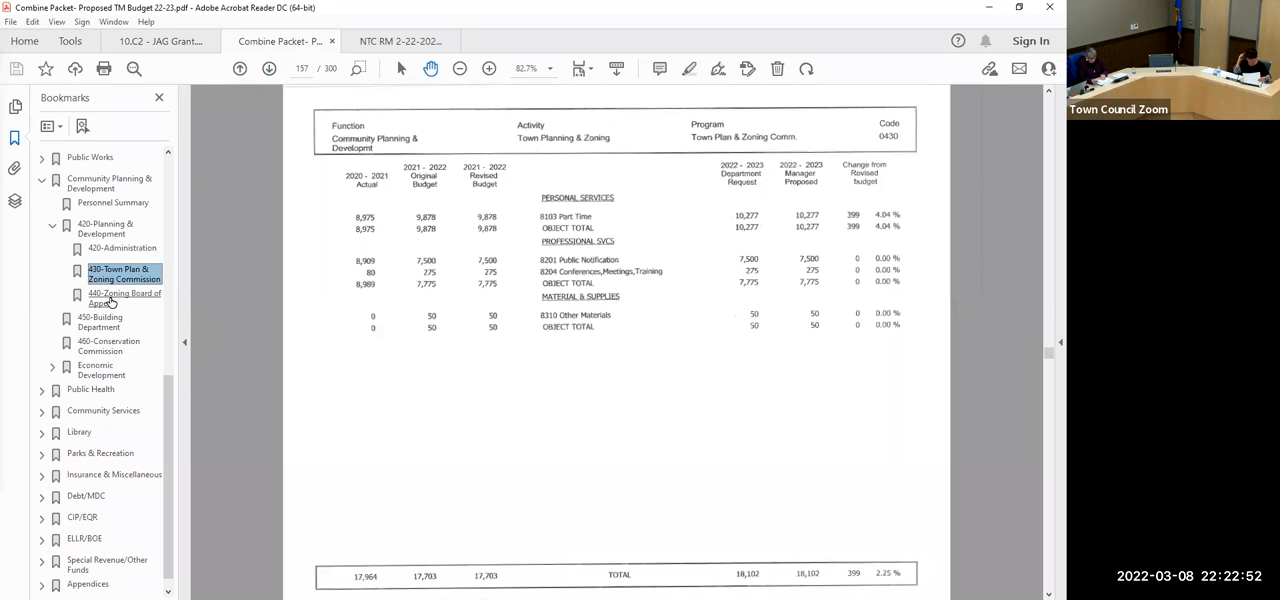 Combine Packet- Proposed TM Budget 22-23.pdf - Adobe Acrobat Reader DC (64-bit)
File Edit View Sign Window Help
Home Tools 10.C2 - JAG Grant.... Combine Packet- P... × NTC RM 2-22-202... Sign In
157 / 300 82.7%
Bookmarks
Public Works
Community Planning &
Development
Personnel Summary
420-Planning &
Development
420-Administration
430-Town Plan &
Zoning Commission
440-Zoning Board of
450-Building
Department
460-Conservation
Commission
Economic
Development
Public Health
Community Services
Library
Parks & Recreation
Insurance & Miscellaneous
Debt/MDC
CIP/EQR
ELLR/BOE
Special Revenue/Other
Funds
Appendices
Function Activity Program Code
Community Planning & Town Planning & Zoning Town Plan & Zoning Comm. 0430
Developmt
2020 - 2021 2021 - 2022 2021 - 2022 2022 - 2023 2022 - 2023 Change from
Actual Original Revised Department Manager Revised
Budget Budget Request Proposed budget
PERSONAL SERVICES
8,975 9,878 9,878 8103 Part Time 10,277 10,277 399 4.04 %
8,975 9,878 9,878 OBJECT TOTAL 10,277 10,277 399 4.04 %
PROFESSIONAL SVCS
8,909 7,500 7,500 8201 Public Notification 7,500 7,500 0 0.00 %
80 275 275 8204 Conferences,Meetings,Training 275 275 0 0.00 %
8,989 7,775 7,775 OBJECT TOTAL 7,775 7,775 0 0.00 %
MATERIAL & SUPPLIES
0 50 50 8310 Other Materials 50 50 0 0.00 %
0 50 50 OBJECT TOTAL 50 50 0 0.00 %
17,964 17,703 17,703 TOTAL 18,102 18,102 399 2.25 %
Town Council Zoom
2022-03-08 22:22:52